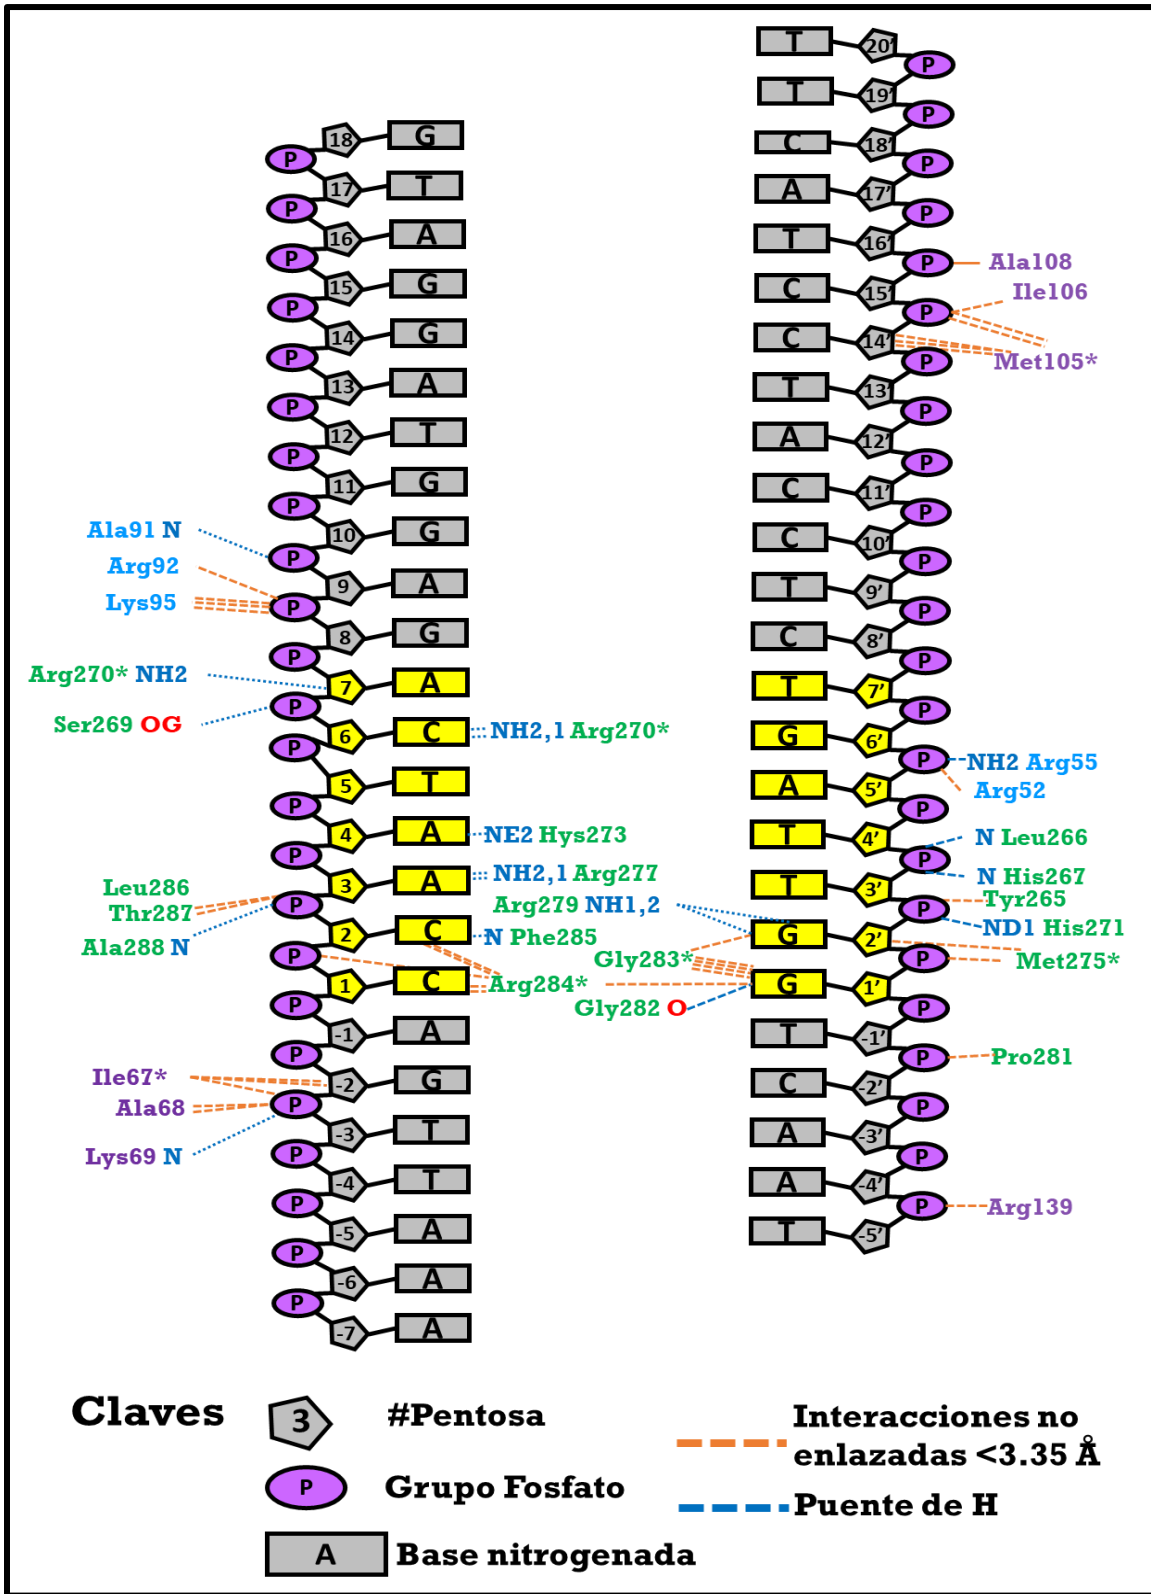 T 20'
P
T 19'
P
18 G
C 18'
P
P
17 T
A 17'
P
P
16 A
T 16'
P
P Ala108
15 G
C 15'
Ile106
P
P
14 G
C 14'
P
P
Met105*
13 A
T 13'
P
P
12 T
A 12'
P
P
11 G
C 11'
P
P
10 G
C 10'
Ala91 N
P
P
Arg92
9 A
T 9'
Lys95
P
P
8 G
C 8'
P
P
Arg270* NH2
7 A
T 7'
Ser269 OG
P
P
6 C
NH2,1 Arg270*
G 6'
P
P
NH2 Arg55
5 T
A 5'
Arg52
P
P
4 A
NE2 Hys273
T 4'
N Leu266
P
P
3 A
NH2,1 Arg277
T 3'
N His267
Leu286
Tyr265
Thr287
P
Arg279 NH1,2
P
ND1 His271
2 C
N Phe285
G 2'
Ala288 N
P
Gly283*
P
Met275*
1 C
Arg284*
G 1'
P
Gly282 O
P
-1 A
T -1'
P
P
Pro281
Ile67*
-2 G
C -2'
Ala68
P
P
-3 T
A -3'
Lys69 N
P
P
-4 T
A -4'
P
P
Arg139
-5 A
T -5'
P
-6 A
P
-7 A
Claves
3 #Pentosa
P Grupo Fosfato
A Base nitrogenada
Interacciones no
enlazadas <3.35 Å
Puente de H